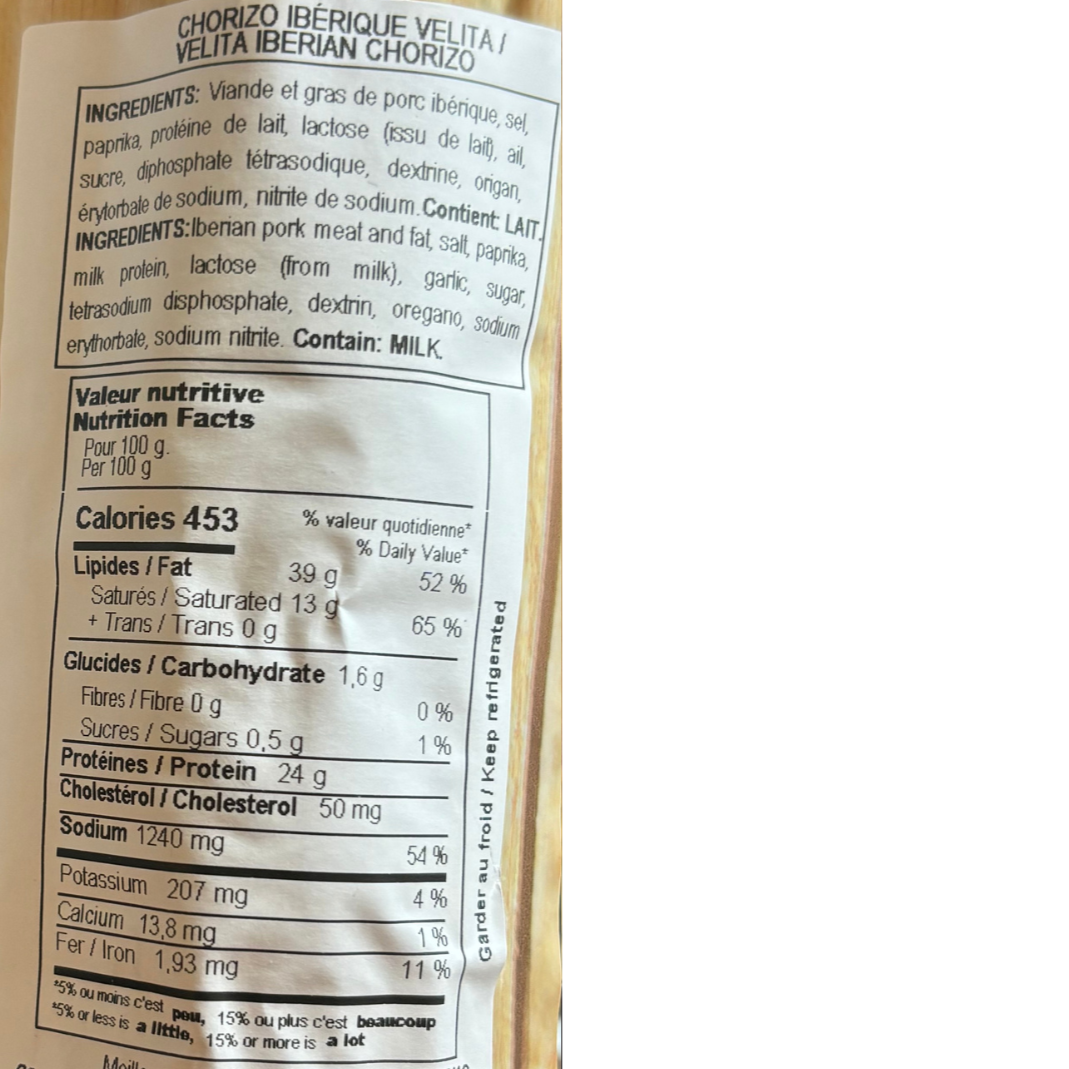 CHORIZO IBÉRIQUE VELITA /
VELITA IBERIAN CHORIZO
INGREDIENTS: Viande et gras de porc ibérique, sel,
paprika, protéine de lait, lactose (issu de lait), ail,
sucre, diphosphate tétrasodique, dextrine, origan,
érytorbate de sodium, nitrite de sodium. Contient: LAIT.
INGREDIENTS:Iberian pork meat and fat, salt, paprika,
milk protein, lactose (from milk), garlic, sugar,
tetrasodium disphosphate, dextrin, oregano, sodium
erythorbate, sodium nitrite. Contain: MILK.
Valeur nutritive
Nutrition Facts
Pour 100 g.
Per 100 g
Calories 453 % valeur quotidienne*
% Daily Value*
Lipides / Fat 39 g 52 %
Saturés / Saturated 13 g
+ Trans / Trans 0 g 65 %
Glucides / Carbohydrate 1,6 g
Fibres / Fibre 0 g 0 %
Sucres / Sugars 0,5 g 1 %
Protéines / Protein 24 g
Cholestérol / Cholesterol 50 mg
Sodium 1240 mg 54 %
Potassium 207 mg 4 %
Calcium 13,8 mg 1 %
Fer / Iron 1,93 mg 11 %
*5% ou moins c'est peu, 15% ou plus c'est beaucoup
*5% or less is a little, 15% or more is a lot
Garder au froid / Keep refrigerated